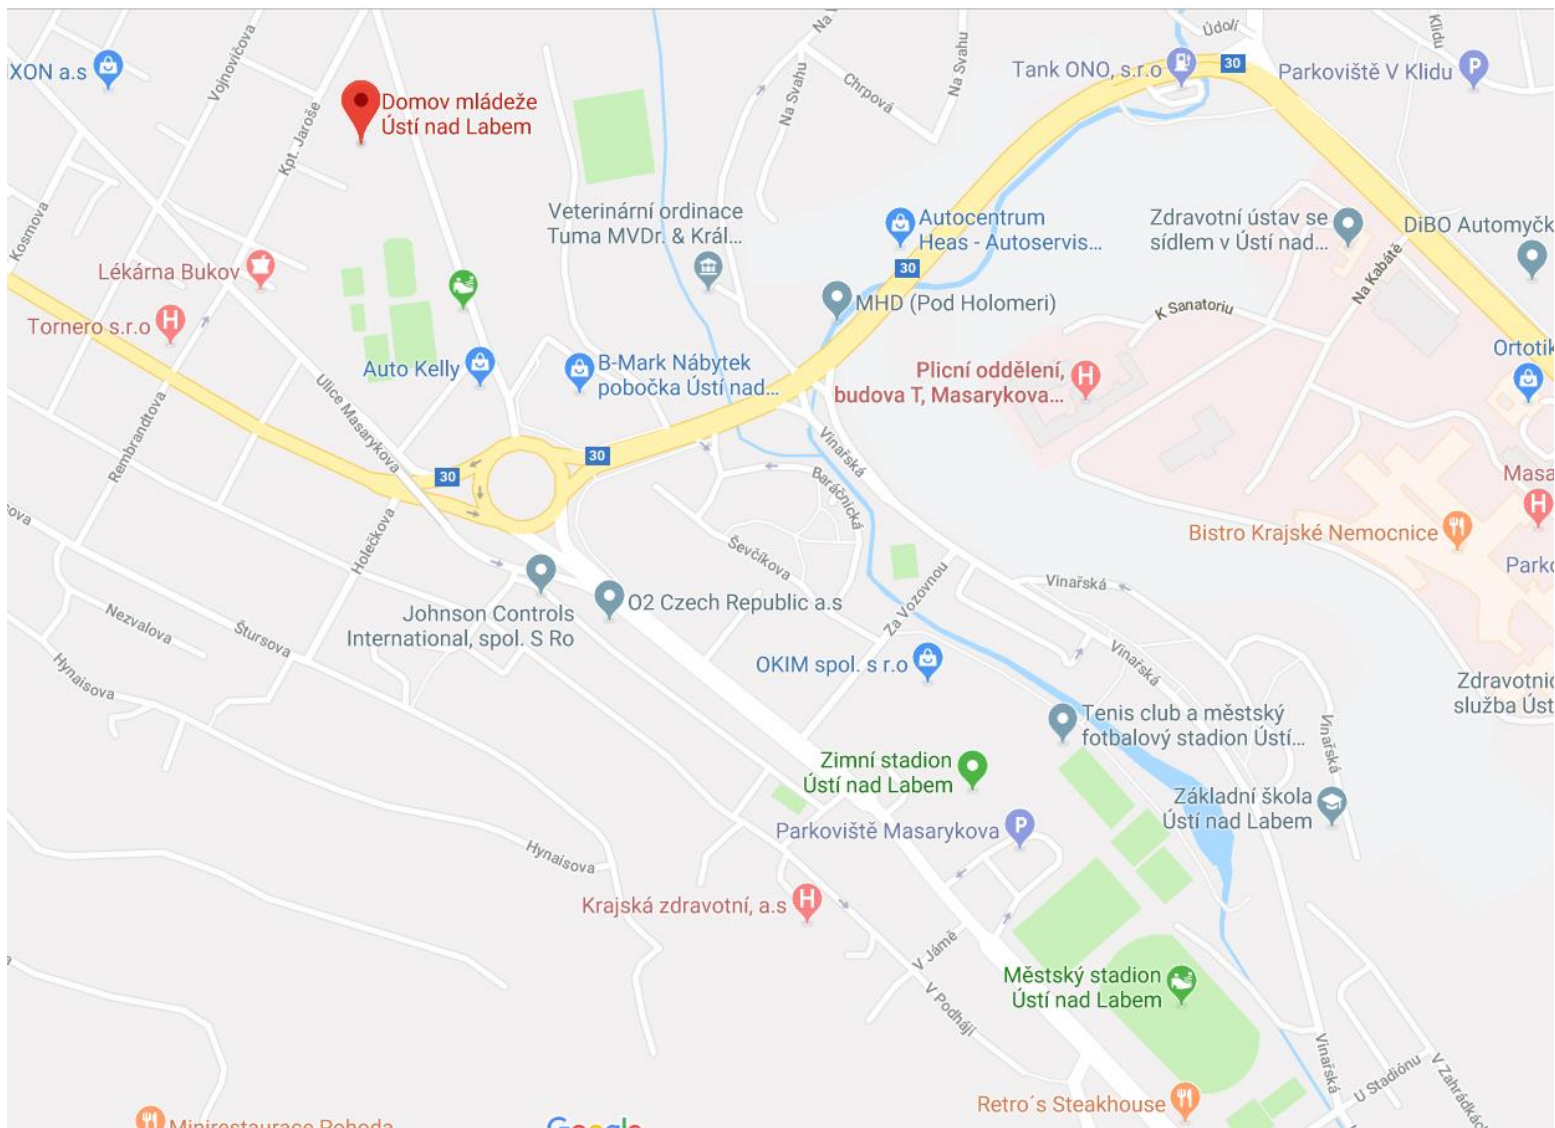 Údolí
Klidu
Na Svahu
Na Svahu
Chrpová
Vojnovičova
XON a.s
Tank ONO, s.r.o
30
Parkoviště V Klidu
Domov mládeže
Ústí nad Labem
Kpt. Jaroše
Kosmova
Veterinární ordinace
Tuma MVDr. & Král...
Autocentrum
Heas - Autoservis...
Zdravotní ústav se
sídlem v Ústí nad...
DiBO Automyčk
Lékárna Bukov
30
Na Kabátě
MHD (Pod Holomeri)
K Sanatoriu
Tornero s.r.o
Auto Kelly
B-Mark Nábytek
pobočka Ústí nad...
Plicní oddělení,
budova T, Masarykova...
Ortotik
Ulice Masarykova
Rembrandtova
Vinařská
30
30
Baráčnická
Masa
Holečkova
Ševčíkova
Bistro Krajské Nemocnice
Parko
Za Vozovnou
Vinařská
Johnson Controls
International, spol. S Ro
O2 Czech Republic a.s
Nezvalova
Štursova
Hynaisova
OKIM spol. s r.o
Vinařská
Zdravotnic
služba Úst
Tenis club a městský
fotbalový stadion Ústí...
Vinařská
Zimní stadion
Ústí nad Labem
Základní škola
Ústí nad Labem
Parkoviště Masarykova
Hynaisova
Krajská zdravotní, a.s
V Jámě
V Podhájí
Městský stadion
Ústí nad Labem
Vinařská
U Stadiónu
V Zahrádkách
Retro´s Steakhouse
Minirestaurace Pohoda
Google